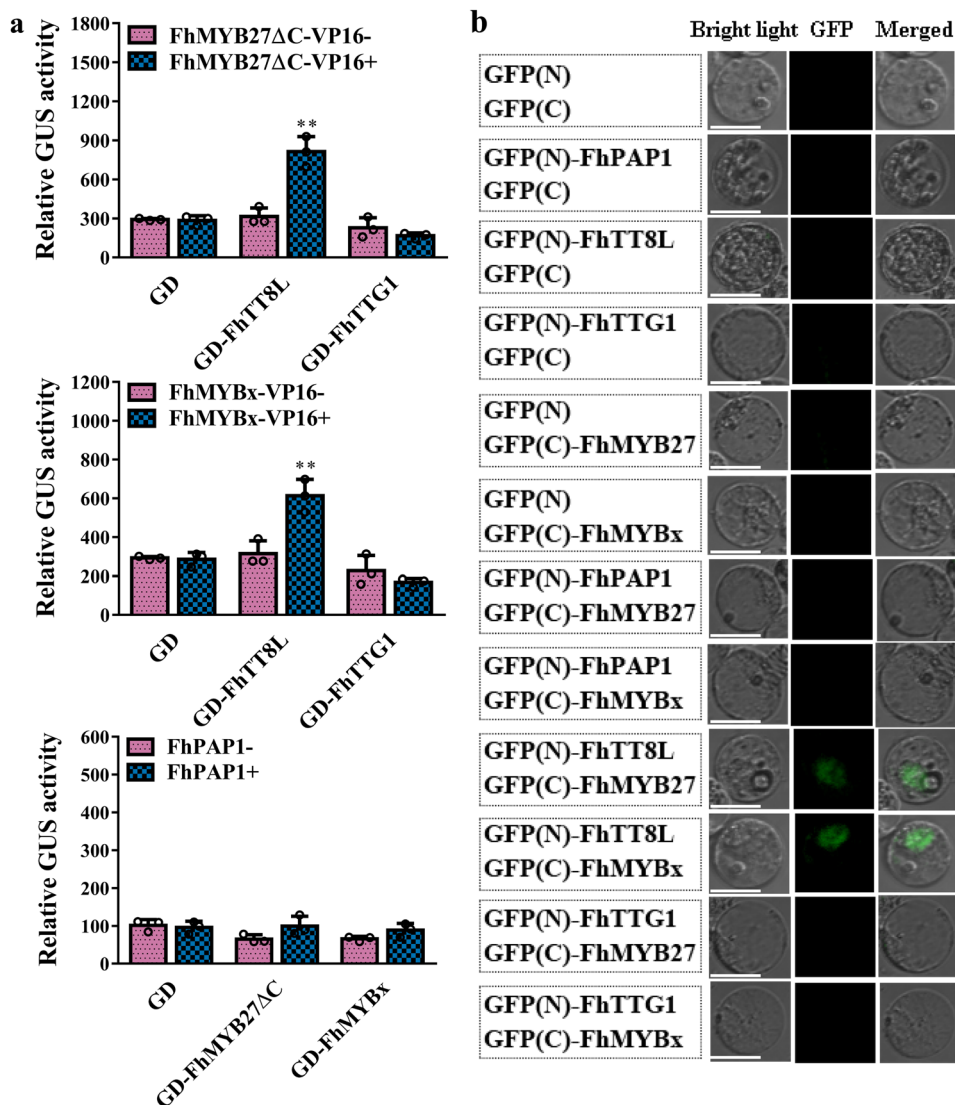 a
Relative GUS activity
1800
1500
1200
900
600
300
0
FhMYB27ΔC-VP16-
FhMYB27ΔC-VP16+
**
GD
GD-FhTT8L
GD-FhTTG1
Relative GUS activity
1200
1000
800
600
400
200
0
FhMYBx-VP16-
FhMYBx-VP16+
**
GD
GD-FhTT8L
GD-FhTTG1
Relative GUS activity
600
500
400
300
200
100
0
FhPAP1-
FhPAP1+
GD
GD-FhMYB27ΔC
GD-FhMYBx
b
Bright light GFP Merged
GFP(N)
GFP(C)
GFP(N)-FhPAP1
GFP(C)
GFP(N)-FhTT8L
GFP(C)
GFP(N)-FhTTG1
GFP(C)
GFP(N)
GFP(C)-FhMYB27
GFP(N)
GFP(C)-FhMYBx
GFP(N)-FhPAP1
GFP(C)-FhMYB27
GFP(N)-FhPAP1
GFP(C)-FhMYBx
GFP(N)-FhTT8L
GFP(C)-FhMYB27
GFP(N)-FhTT8L
GFP(C)-FhMYBx
GFP(N)-FhTTG1
GFP(C)-FhMYB27
GFP(N)-FhTTG1
GFP(C)-FhMYBx